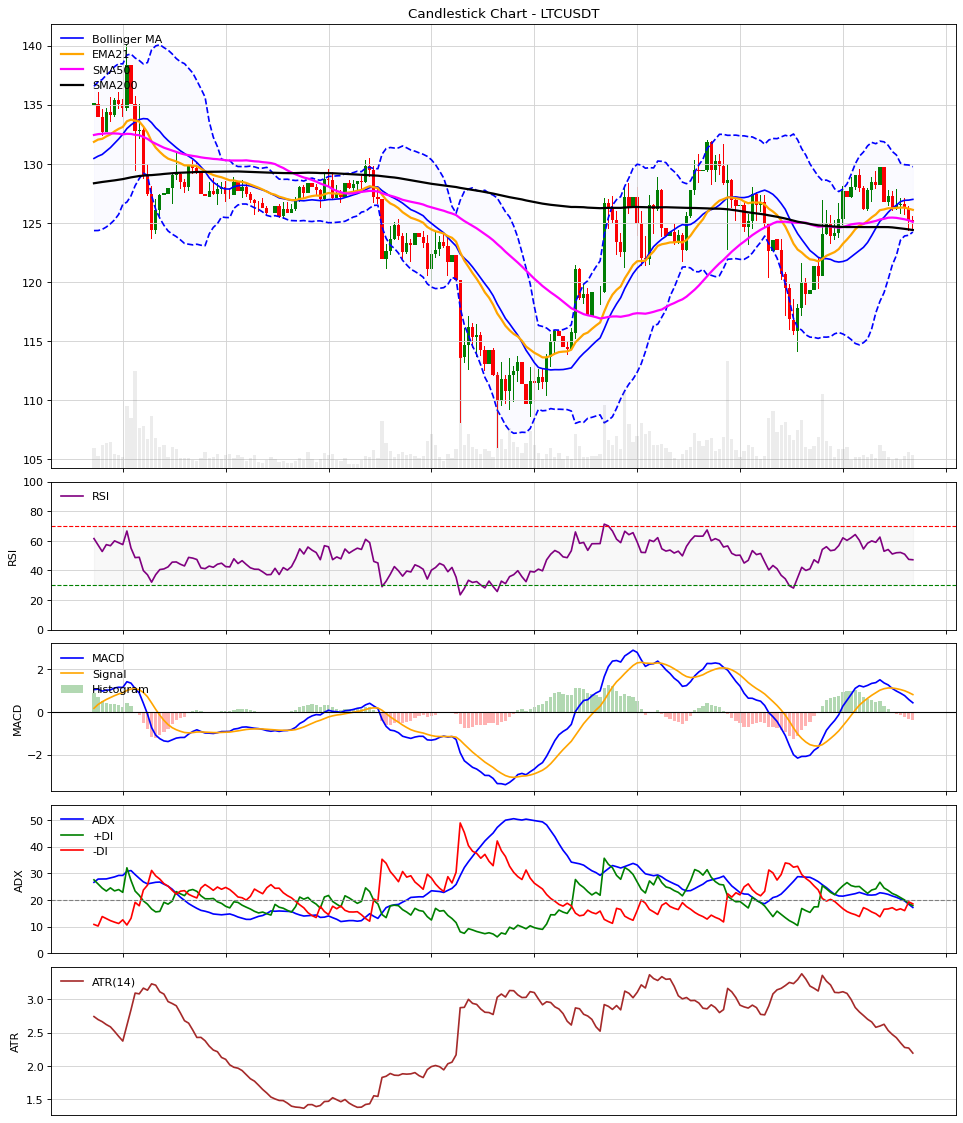 Candlestick Chart - LTCUSDT
Bollinger MA
EMA21
SMA50
SMA200
140
135
130
125
120
115
110
105
RSI
100
80
60
40
20
0
RSI
MACD
Signal
Histogram
2
0
−2
MACD
ADX
+DI
-DI
50
40
30
20
10
0
ADX
ATR(14)
3.0
2.5
2.0
1.5
ATR